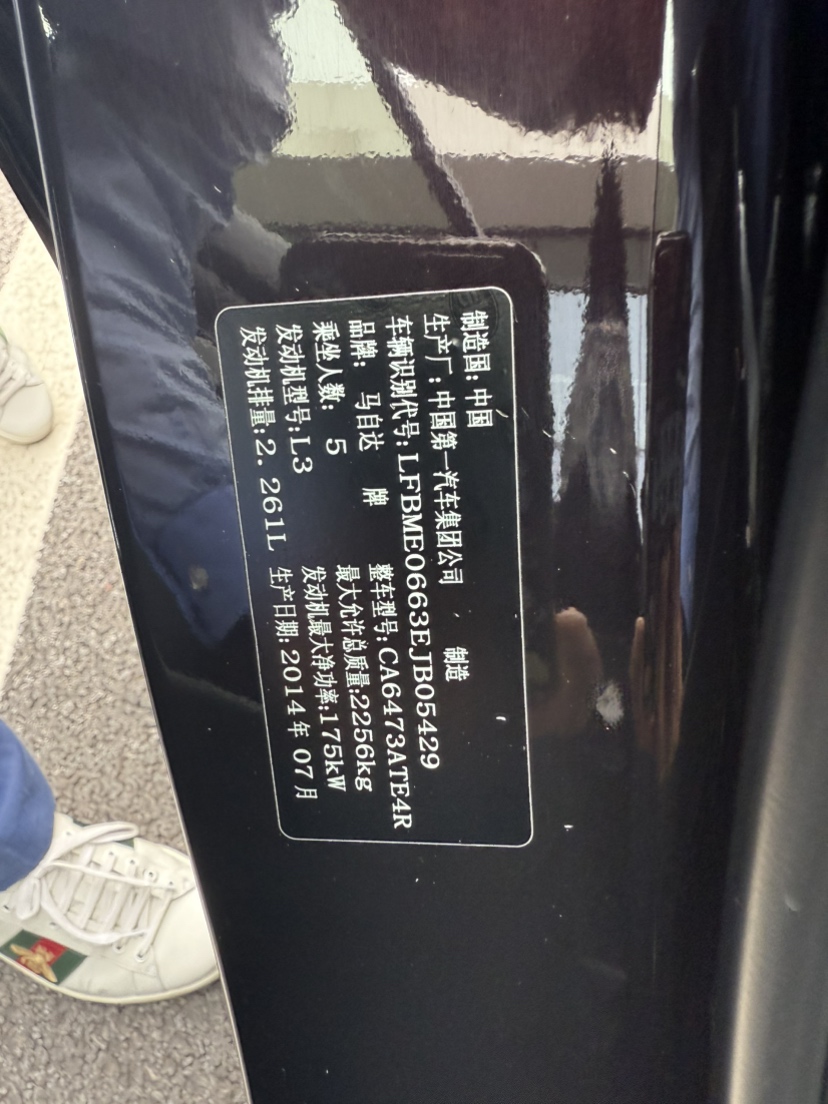 制造国:中国
生产厂:中国第一汽车集团公司 制造
车辆识别代号:LFBME0663EJB05429
品牌: 马自达 牌 整车型号:CA6473ATE4R
乘坐人数: 5 最大允许总质量:2256kg
发动机型号:L3 发动机最大净功率:175kW
发动机排量:2.261L 生产日期:2014年07月